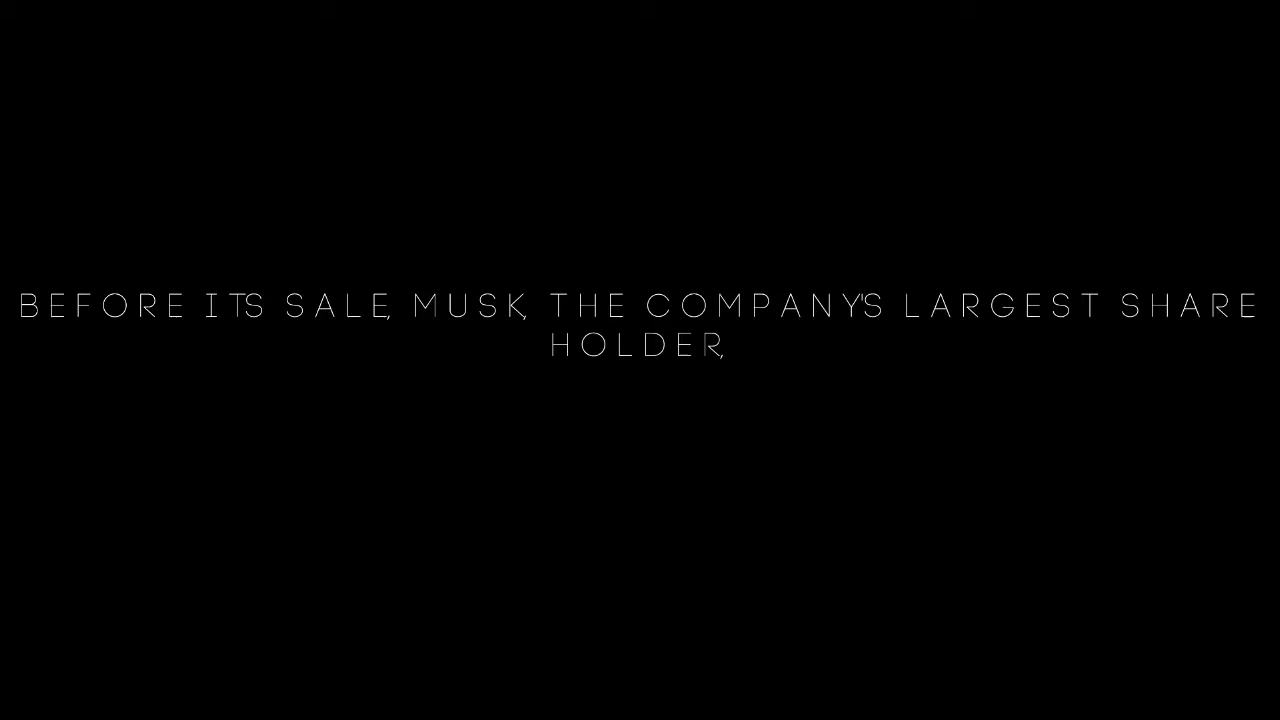 BEFORE ITS SALE, MUSK, THE COMPANY'S LARGEST SHARE
HOLDER,